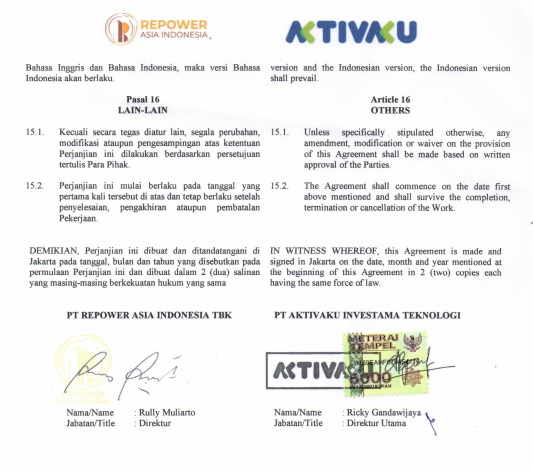 REPOWER
ASIA INDONESIA
AKTIVAKU
Bahasa Inggris dan Bahasa Indonesia, maka versi Bahasa
Indonesia akan berlaku.
Pasal 16
LAIN-LAIN
15.1. Kecuali secara tegas diatur lain, segala perubahan,
modifikasi ataupun pengesampingan atas ketentuan
Perjanjian ini dilakukan berdasarkan persetujuan
tertulis Para Pihak.
15.2. Perjanjian ini mulai berlaku pada tanggal yang
pertama kali tersebut di atas dan tetap berlaku setelah
penyelesaian, pengakhiran ataupun pembatalan
Pekerjaan.
DEMIKIAN, Perjanjian ini dibuat dan ditandatangani di
Jakarta pada tanggal, bulan dan tahun yang disebutkan pada
permulaan Perjanjian ini dan dibuat dalam 2 (dua) salinan
yang masing-masing berkekuatan hukum yang sama
PT REPOWER ASIA INDONESIA TBK
Nama/Name : Rully Muliarto
Jabatan/Title : Direktur
version and the Indonesian version, the Indonesian version
shall prevail.
Article 16
OTHERS
15.1. Unless specifically stipulated otherwise, any
amendment, modification or waiver on the provision
of this Agreement shall be made based on written
approval of the Parties.
15.2. The Agreement shall commence on the date first
above mentioned and shall survive the completion,
termination or cancellation of the Work.
IN WITNESS WHEREOF, this Agreement is made and
signed in Jakarta on the date, month and year mentioned at
the beginning of this Agreement in 2 (two) copies each
having the same force of law.
PT AKTIVAKU INVESTAMA TEKNOLOGI
METERAI
TEMPEL
AKTIVAKU
6000
Nama/Name : Ricky Gandawijaya
Jabatan/Title : Direktur Utama